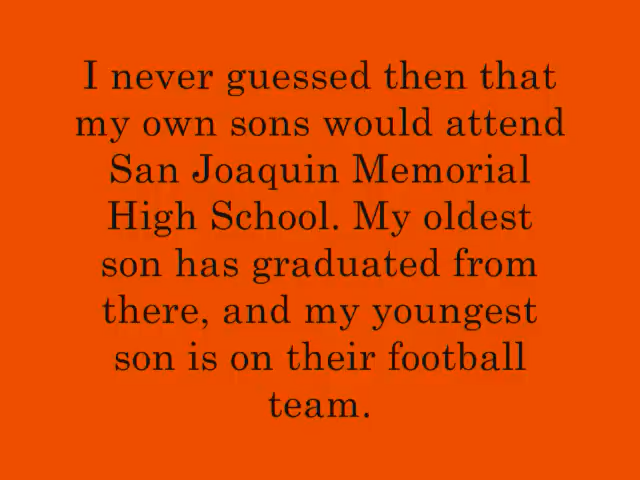 I never guessed then that
my own sons would attend
San Joaquin Memorial
High School. My oldest
son has graduated from
there, and my youngest
son is on their football
team.